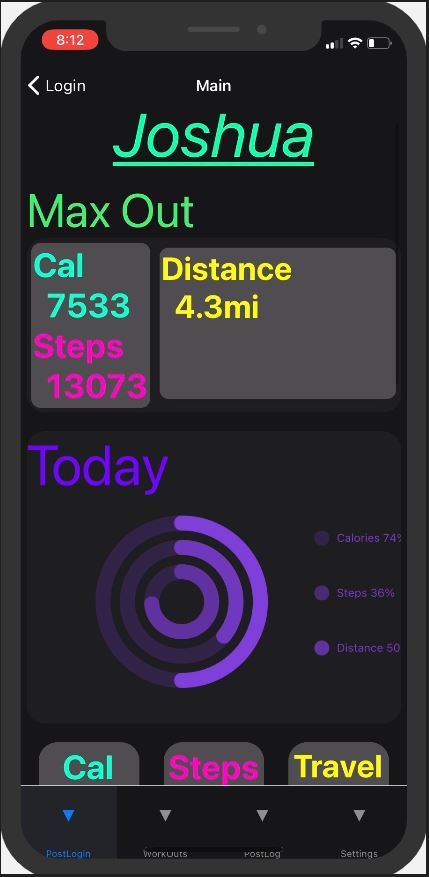 8:12
Login
Main
Joshua
Max Out
Cal
7533
Steps
13073
Distance
4.3mi
Today
Calories 74%
Steps 36%
Distance 50
Cal
Steps
Travel
PostLogin
WorkOuts
PostLog
Settings